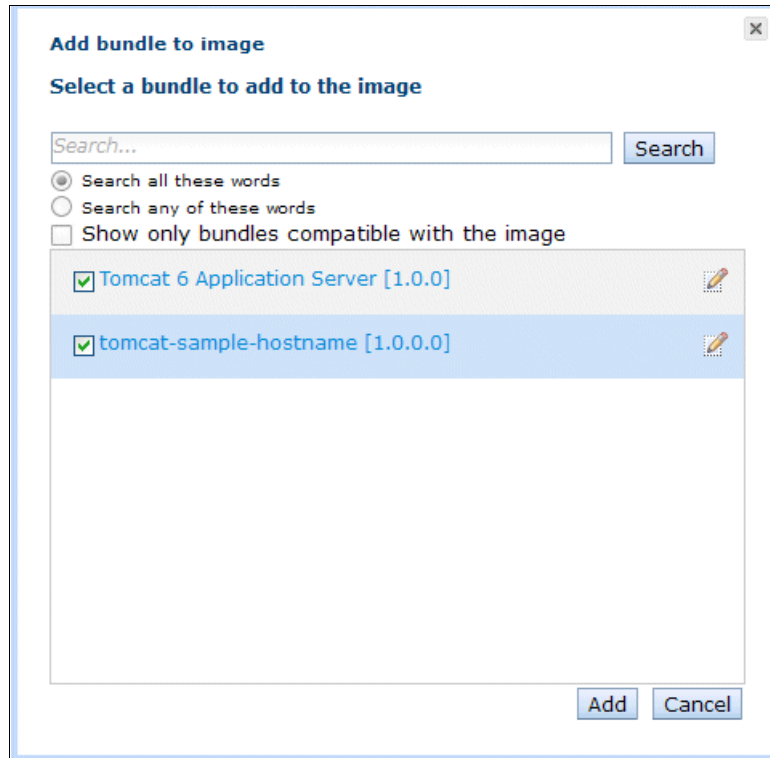 Add bundle to image
Select a bundle to add to the image
Search... Search
Search all these words
Search any of these words
Show only bundles compatible with the image
Tomcat 6 Application Server [1.0.0]
tomcat-sample-hostname [1.0.0.0]
Add Cancel